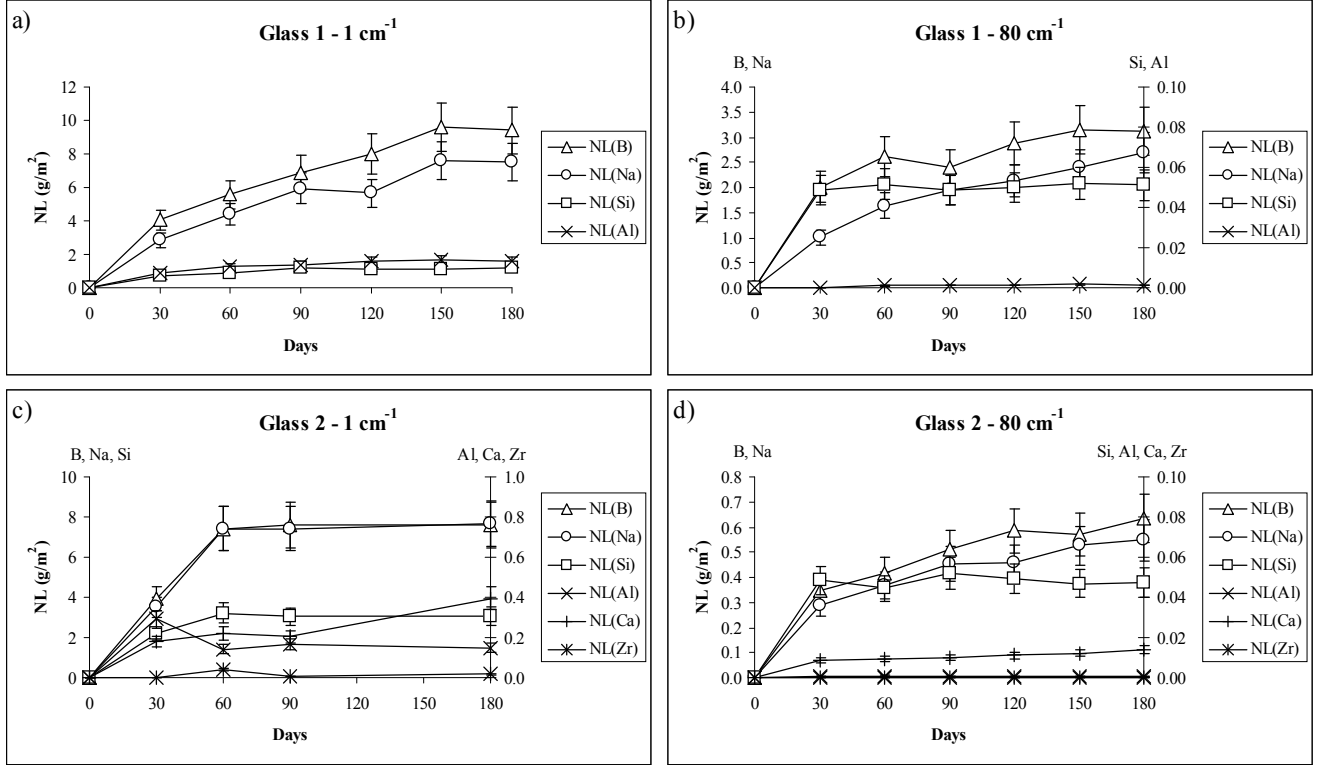 a)
Glass 1 - 1 cm⁻¹
NL (g/m²)
12
10
8
6
4
2
0
0 30 60 90 120 150 180
Days
NL(B)
NL(Na)
NL(Si)
NL(Al)
b)
Glass 1 - 80 cm⁻¹
B, Na
Si, Al
NL (g/m²)
4.0
3.5
3.0
2.5
2.0
1.5
1.0
0.5
0.0
0.10
0.08
0.06
0.04
0.02
0.00
0 30 60 90 120 150 180
Days
NL(B)
NL(Na)
NL(Si)
NL(Al)
c)
Glass 2 - 1 cm⁻¹
B, Na, Si
Al, Ca, Zr
NL (g/m²)
10
8
6
4
2
0
1.0
0.8
0.6
0.4
0.2
0.0
0 30 60 90 120 150 180
Days
NL(B)
NL(Na)
NL(Si)
NL(Al)
NL(Ca)
NL(Zr)
d)
Glass 2 - 80 cm⁻¹
B, Na
Si, Al, Ca, Zr
NL (g/m²)
0.8
0.7
0.6
0.5
0.4
0.3
0.2
0.1
0.0
0.10
0.08
0.06
0.04
0.02
0.00
0 30 60 90 120 150 180
Days
NL(B)
NL(Na)
NL(Si)
NL(Al)
NL(Ca)
NL(Zr)